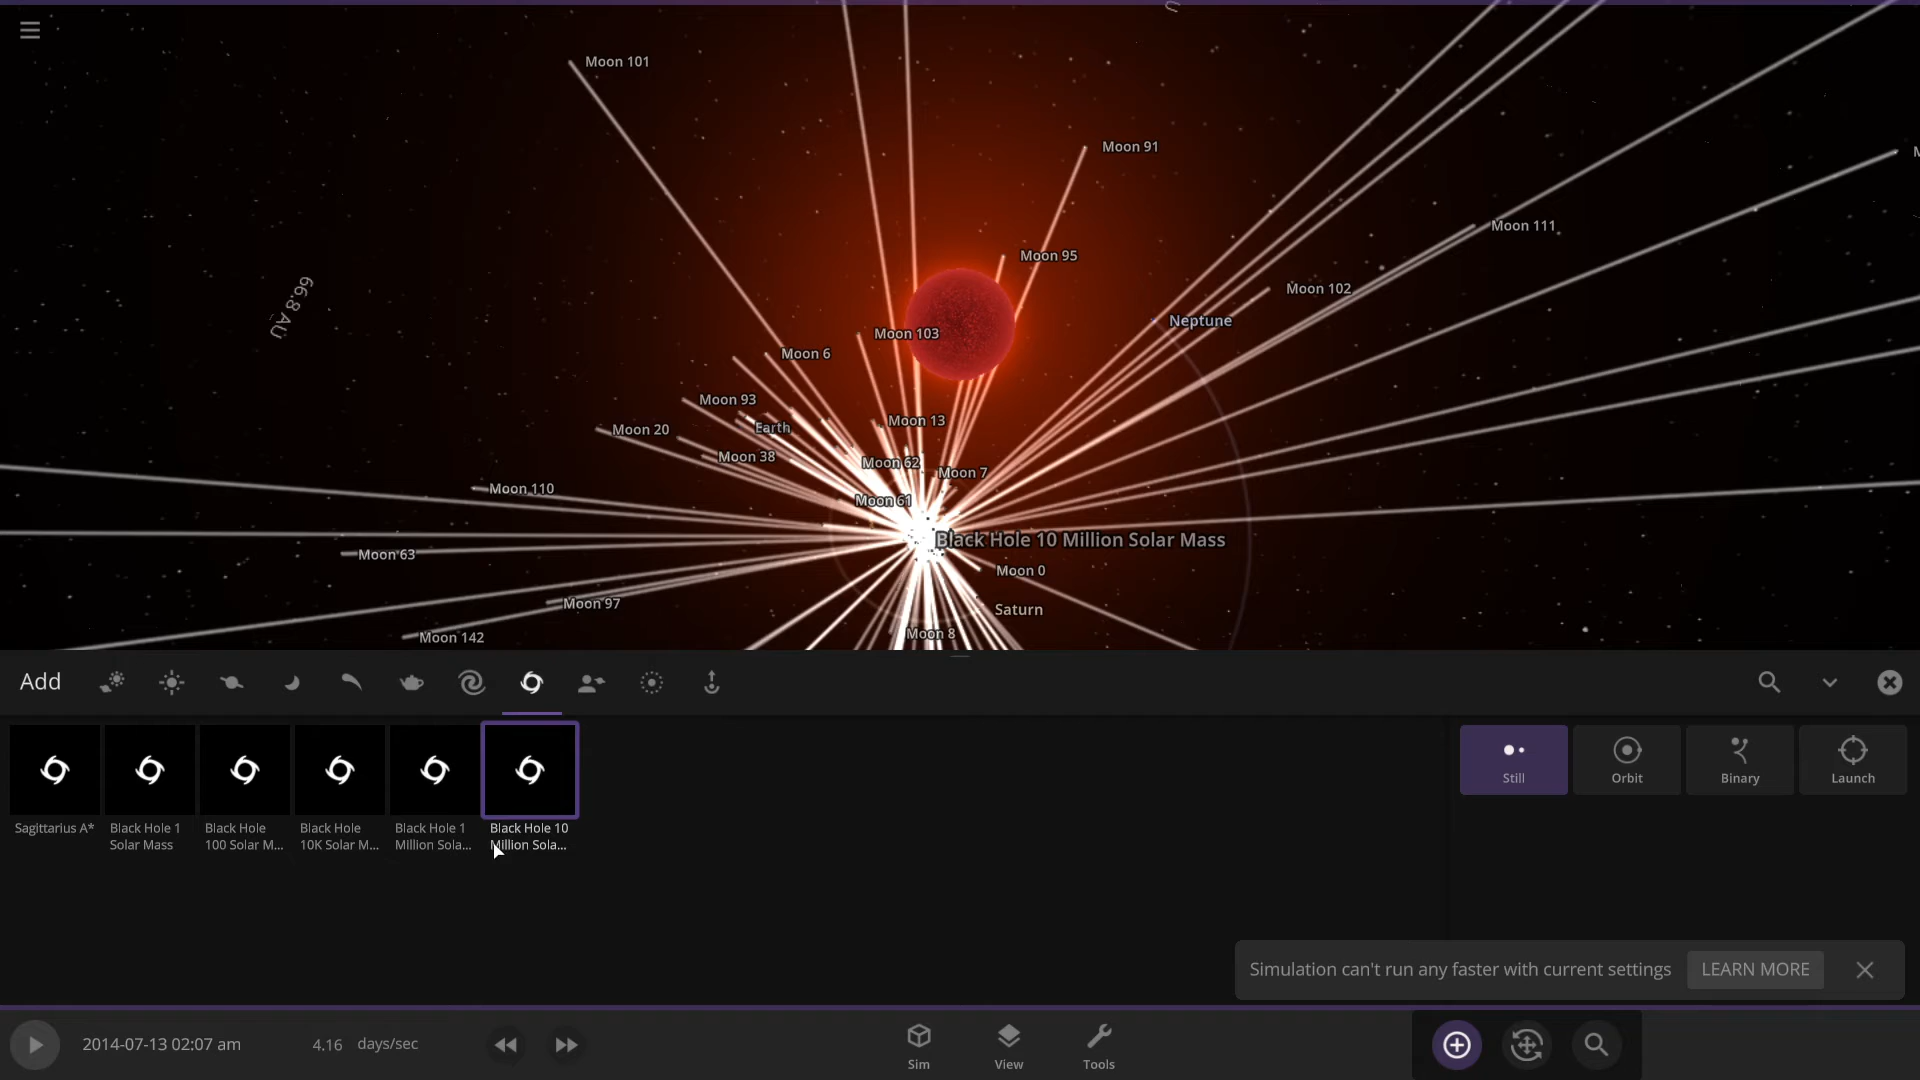 Moon 101
Moon 91
Moon 111
Moon 95
Moon 102
66.8 AU
Neptune
Moon 103
Moon 6
Moon 93
Moon 13
Earth
Moon 20
Moon 38
Moon 62
Moon 7
Moon 110
Moon 61
Black Hole 10 Million Solar Mass
Moon 63
Moon 0
Moon 97
Saturn
Moon 8
Moon 142
Add
Still
Orbit
Binary
Launch
Sagittarius A*
Black Hole 1
Solar Mass
Black Hole
100 Solar M...
Black Hole
10K Solar M...
Black Hole 1
Million Sola...
Black Hole 10
Million Sola...
Simulation can't run any faster with current settings
LEARN MORE
2014-07-13 02:07 am
4.16 days/sec
Sim
View
Tools